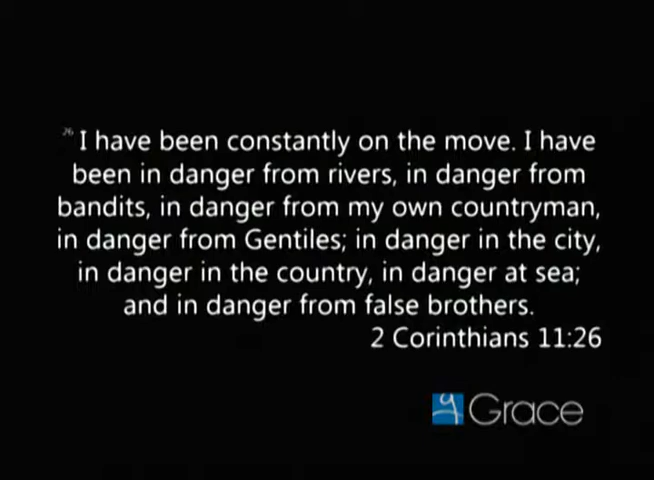 26 I have been constantly on the move. I have
been in danger from rivers, in danger from
bandits, in danger from my own countryman,
in danger from Gentiles; in danger in the city,
in danger in the country, in danger at sea;
and in danger from false brothers.
2 Corinthians 11:26
Grace